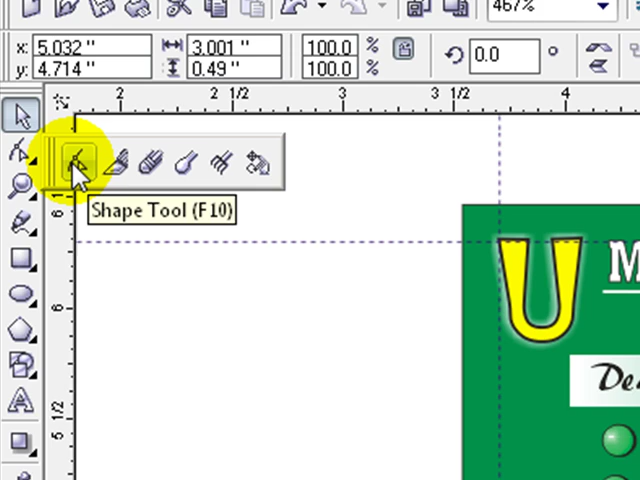 467%
x: 5.032 " 3.001 " 100.0 % 0.0 °
y: 4.714 " 0.49 " 100.0 %
2 2 1/2 3 3 1/2 4
Shape Tool (F10)
6
6
5 1/2
U M
De